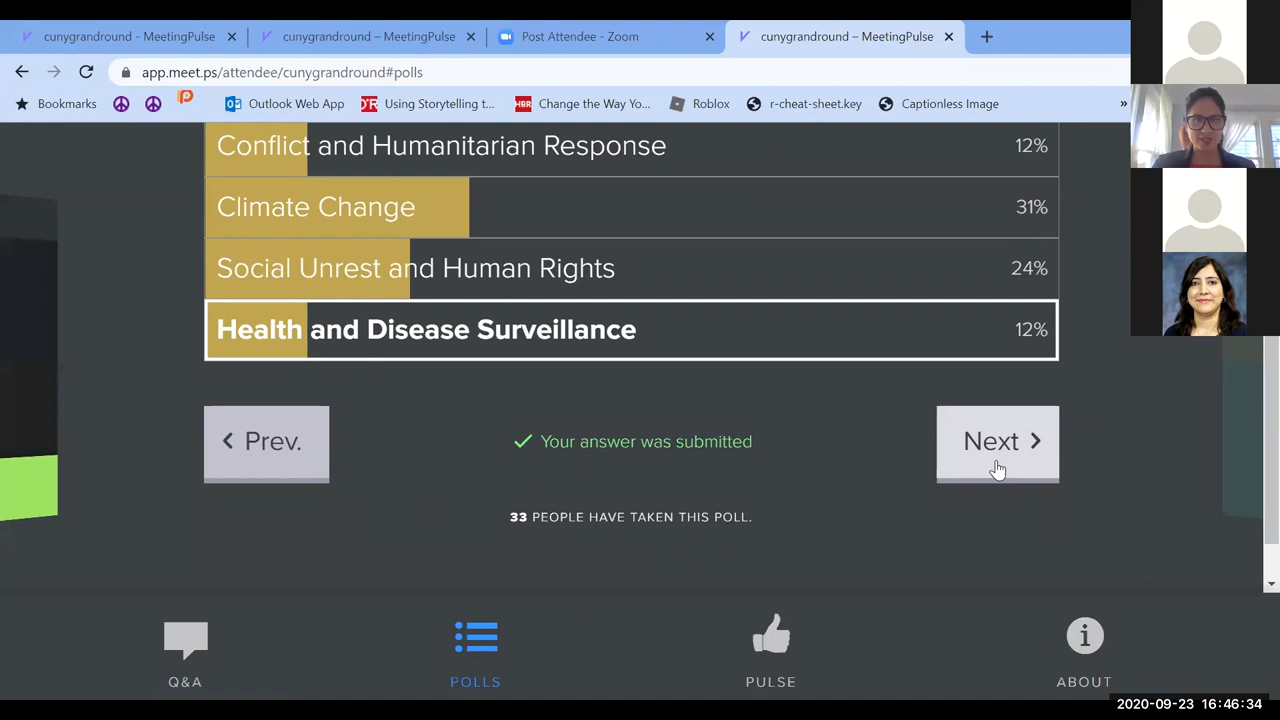 cunygrandround - MeetingPulse
cunygrandround – MeetingPulse
Post Attendee - Zoom
cunygrandround – MeetingPulse
app.meet.ps/attendee/cunygrandround#polls
Bookmarks
Outlook Web App
D'R Using Storytelling t...
HBR Change the Way Yo...
Roblox
r-cheat-sheet.key
Captionless Image
»
Conflict and Humanitarian Response 12%
Climate Change 31%
Social Unrest and Human Rights 24%
Health and Disease Surveillance 12%
Prev.
Your answer was submitted
Next
33 PEOPLE HAVE TAKEN THIS POLL.
Q&A
POLLS
PULSE
ABOUT
2020-09-23 16:46:34